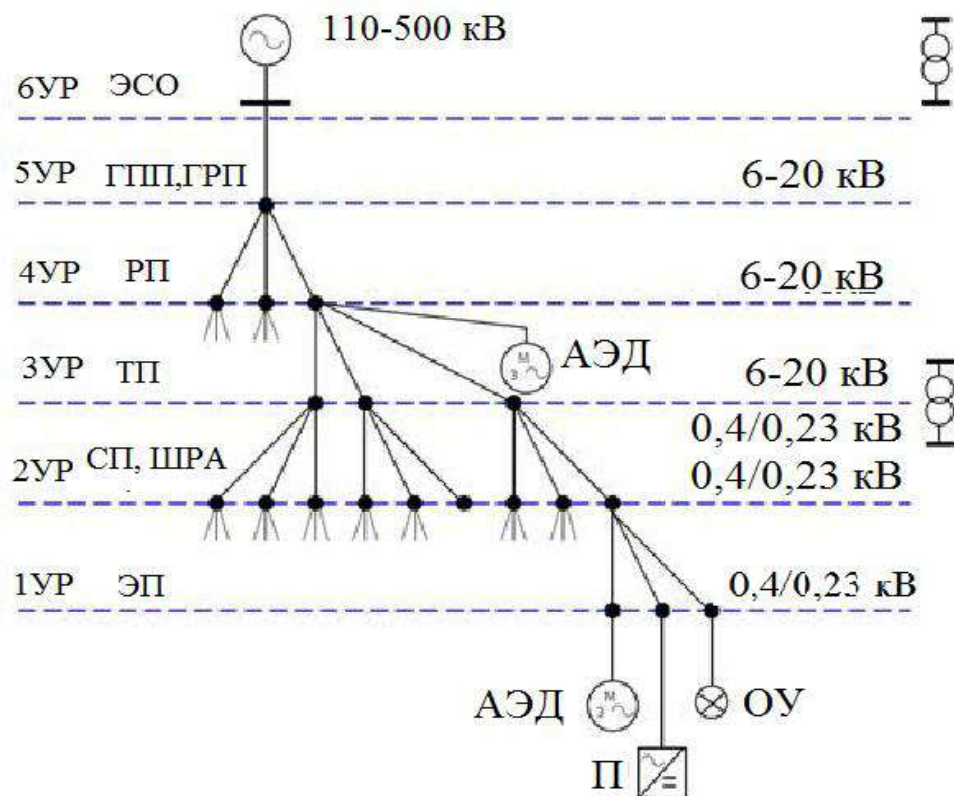 110-500 кВ
6УР ЭСО
5УР ГПП,ГРП 6-20 кВ
4УР РП 6-20 кВ
М
3
АЭД
3УР ТП 6-20 кВ
0,4/0,23 кВ
2УР СП, ШРА 0,4/0,23 кВ
1УР ЭП 0,4/0,23 кВ
АЭД
М
3
ОУ
П